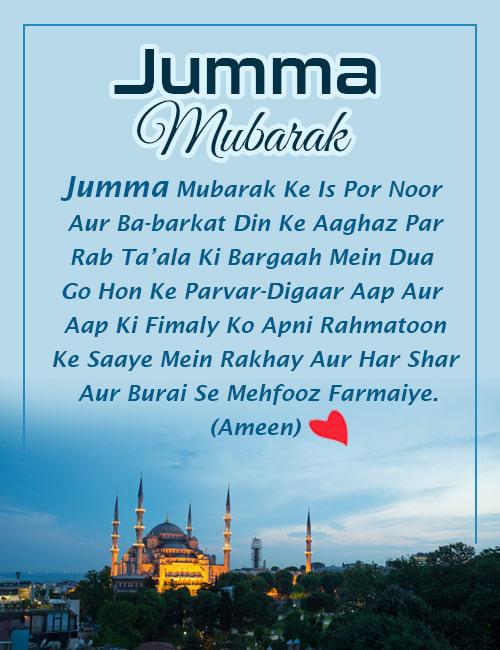 Jumma
Mubarak
Jumma Mubarak Ke Is Por Noor
Aur Ba-barkat Din Ke Aaghaz Par
Rab Ta’ala Ki Bargaah Mein Dua
Go Hon Ke Parvar-Digaar Aap Aur
Aap Ki Fimaly Ko Apni Rahmatoon
Ke Saaye Mein Rakhay Aur Har Shar
Aur Burai Se Mehfooz Farmaiye.
(Ameen)